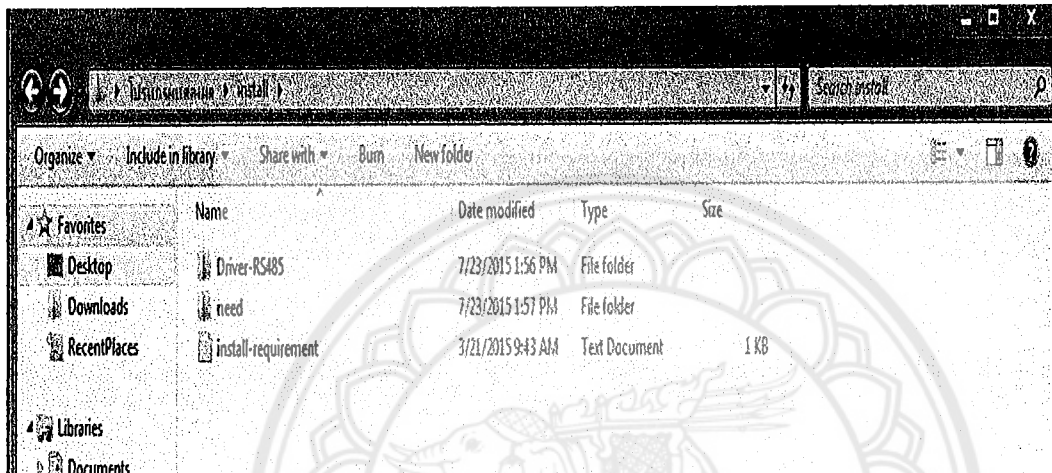 install
Search install
Organize Include in library Share with Burn New folder
Name Date modified Type Size
Favorites
Desktop
Downloads
Recent Places
Driver-RS485 7/23/2015 1:56 PM File folder
need 7/23/2015 1:57 PM File folder
install-requirement 3/21/2015 9:43 AM Text Document 1 KB
Libraries
Documents